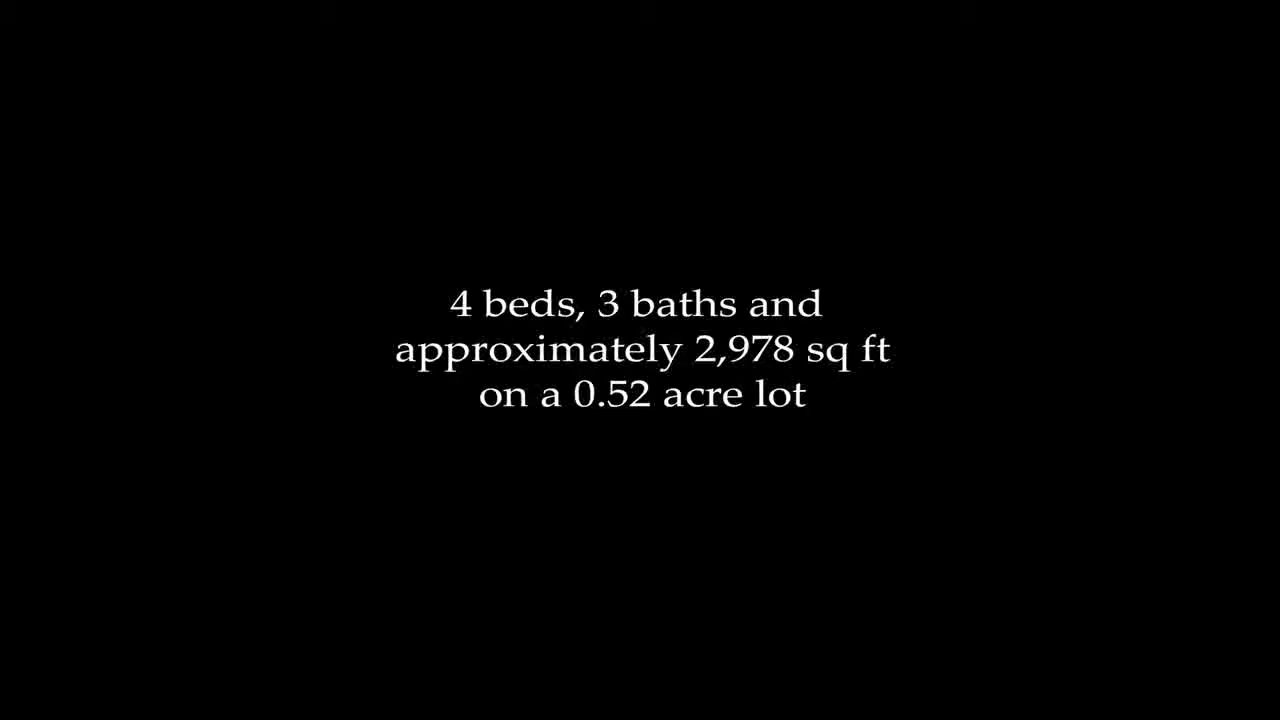 4 beds, 3 baths and
approximately 2,978 sq ft
on a 0.52 acre lot